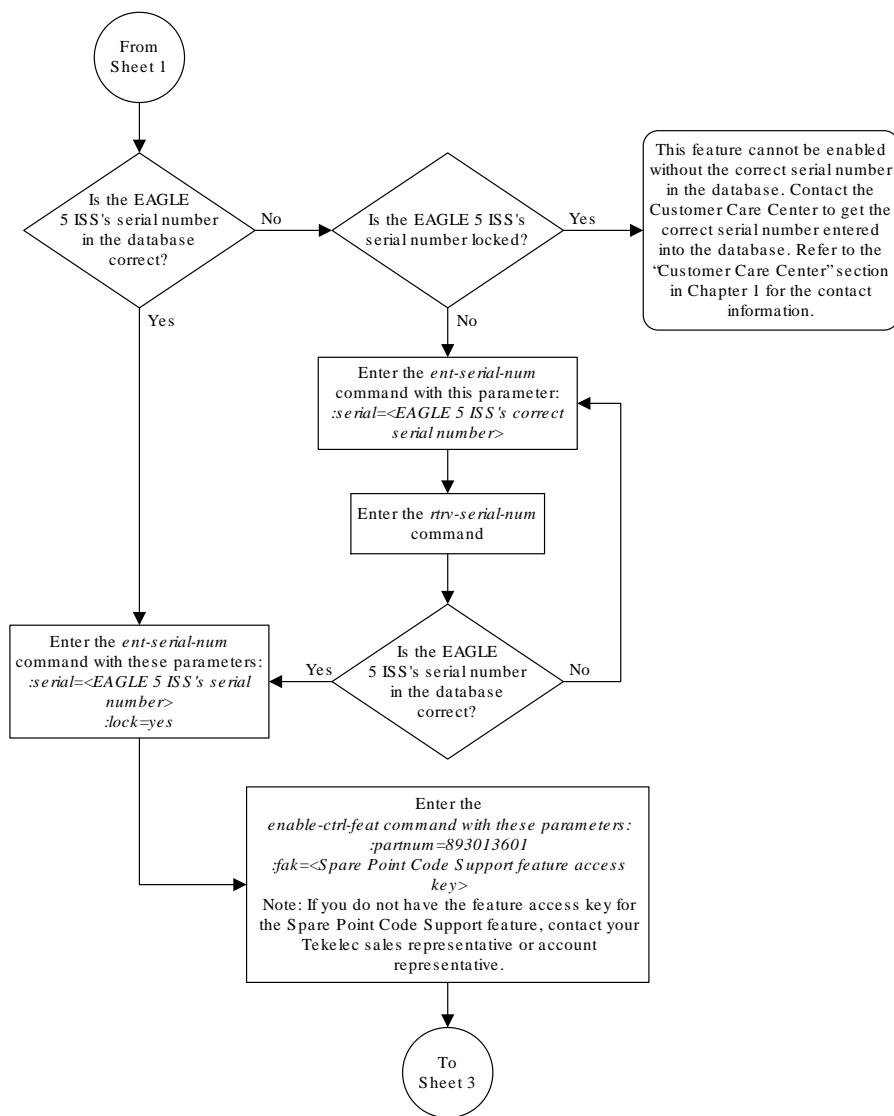 From
Sheet 1
Is the EAGLE
5 ISS's serial number
in the database
correct?
No
Is the EAGLE 5 ISS's
serial number locked?
Yes
This feature cannot be enabled
without the correct serial number
in the database. Contact the
Customer Care Center to get the
correct serial number entered
into the database. Refer to the
“Customer Care Center” section
in Chapter 1 for the contact
information.
Yes
No
Enter the ent-serial-num
command with this parameter:
:serial=<EAGLE 5 ISS's correct
serial number>
Enter the rtrv-serial-num
command
Is the EAGLE
5 ISS's serial number
in the database
correct?
Yes
No
Enter the ent-serial-num
command with these parameters:
:serial=<EAGLE 5 ISS's serial
number>
:lock=yes
Enter the
enable-ctrl-feat command with these parameters:
:partnum=893013601
:fak=<Spare Point Code Support feature access
key>
Note: If you do not have the feature access key for
the Spare Point Code Support feature, contact your
Tekelec sales representative or account
representative.
To
Sheet 3